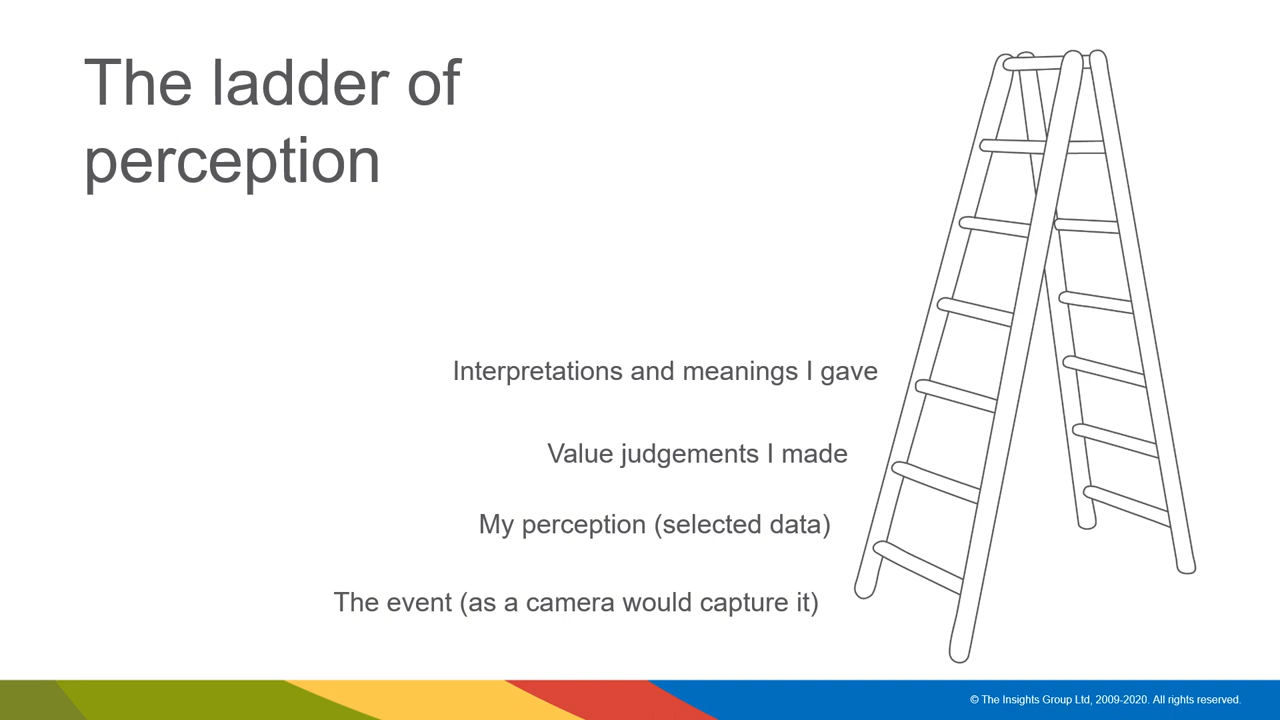 The ladder of
perception
Interpretations and meanings I gave
Value judgements I made
My perception (selected data)
The event (as a camera would capture it)
© The Insights Group Ltd, 2009-2020. All rights reserved.